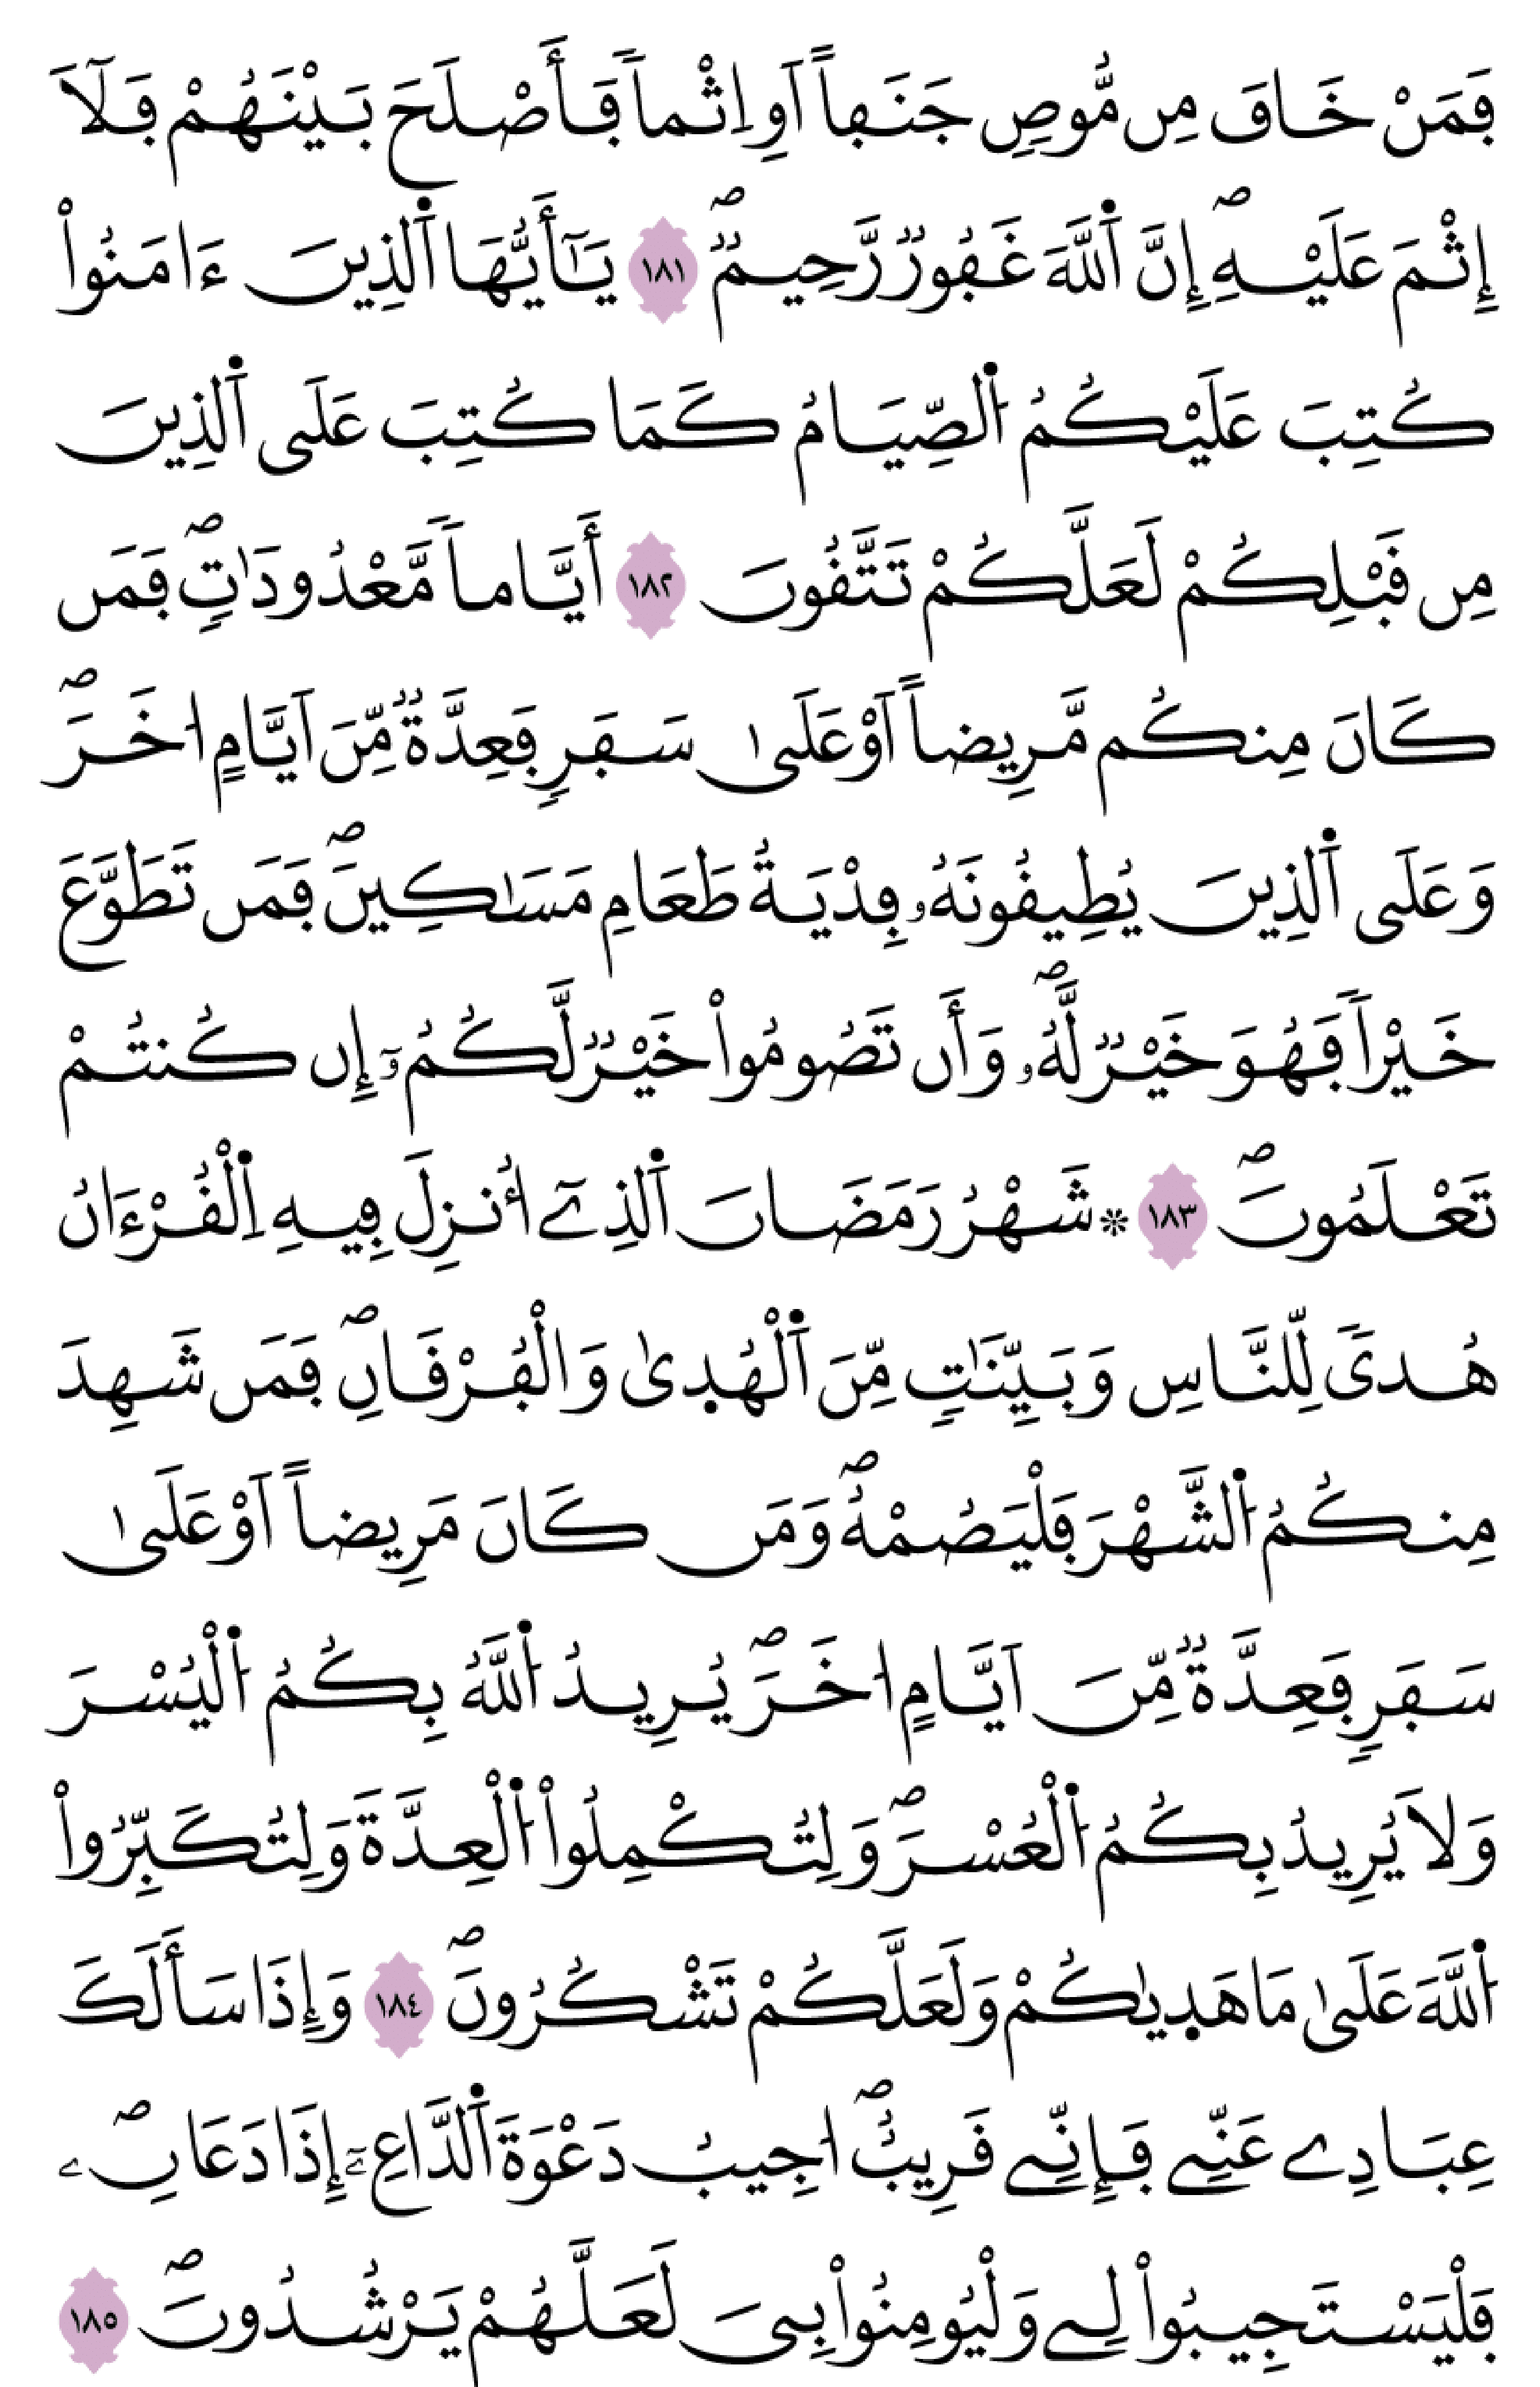 فَمَنْ خَافَ مِن مُّوصٖ جَنَفاً اَوِ اِثْماٗ فَأَصْلَحَ بَيْنَهُمْ فَلَآ
إِثْمَ عَلَيْهِۖ إِنَّ اَ۬للَّهَ غَفُورٞ رَّحِيمٞۖ ١٨١ يَٰٓأَيُّهَا اَ۬لذِينَ ءَامَنُواْ
كُتِبَ عَلَيْكُمُ اُ۬لصِّيَامُ كَمَا كُتِبَ عَلَى اَ۬لذِينَ
مِن قَبْلِكُمْ لَعَلَّكُمْ تَتَّقُونَ ١٨٢ أَيَّاماٗ مَّعْدُودَٰتٖۖ فَمَن
كَانَ مِنكُم مَّرِيضاً اَوْ عَلَىٰ سَفَرٖ فَعِدَّةٞ مِّنَ اَيَّامٍ اُخَرَۖ
وَعَلَى اَ۬لذِينَ يُطِيقُونَهُۥ فِدْيَةُ طَعَامِ مَسَٰكِينَۖ فَمَن تَطَوَّعَ
خَيْراٗ فَهُوَ خَيْرٞ لَّهُۥۖ وَأَن تَصُومُواْ خَيْرٞ لَّكُمُۥٓ إِن كُنتُمْ
تَعْلَمُونَۖ ١٨٣ ۞ شَهْرُ رَمَضَانَ اَ۬لذِےٓ أُنزِلَ فِيهِ اِ۬لْقُرْءَانُ
هُدىٗ لِّلنَّاسِ وَبَيِّنَٰتٖ مِّنَ اَ۬لْهُد۪ىٰ وَالْفُرْقَانِۖ فَمَن شَهِدَ
مِنكُمُ اُ۬لشَّهْرَ فَلْيَصُمْهُۖ وَمَن كَانَ مَرِيضاً اَوْ عَلَىٰ
سَفَرٖ فَعِدَّةٞ مِّنَ اَيَّامٍ اُخَرَۖ يُرِيدُ اُ۬للَّهُ بِكُمُ اُ۬لْيُسْرَ
وَلَا يُرِيدُ بِكُمُ اُ۬لْعُسْرَۖ وَلِتُكْمِلُواْ اُ۬لْعِدَّةَ وَلِتُكَبِّرُواْ
اُ۬للَّهَ عَلَىٰ مَا هَد۪يٰكُمْ وَلَعَلَّكُمْ تَشْكُرُونَۖ ١٨٤ وَإِذَا سَأَلَكَ
عِبَادِے عَنِّے فَإِنِّے قَرِيبٌۖ اُجِيبُ دَعْوَةَ اَ۬لدَّاعِۦٓ إِذَا دَعَانِۦۖ
فَلْيَسْتَجِيبُواْ لِے وَلْيُومِنُواْ بِىَ لَعَلَّهُمْ يَرْشُدُونَۖ ١٨٥